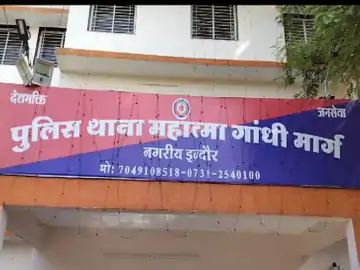 देशभक्ति जनसेवा
पुलिस थाना महात्मा गांधी मार्ग
नगरीय इन्दौर
मो: 7049108518-0731-2540100